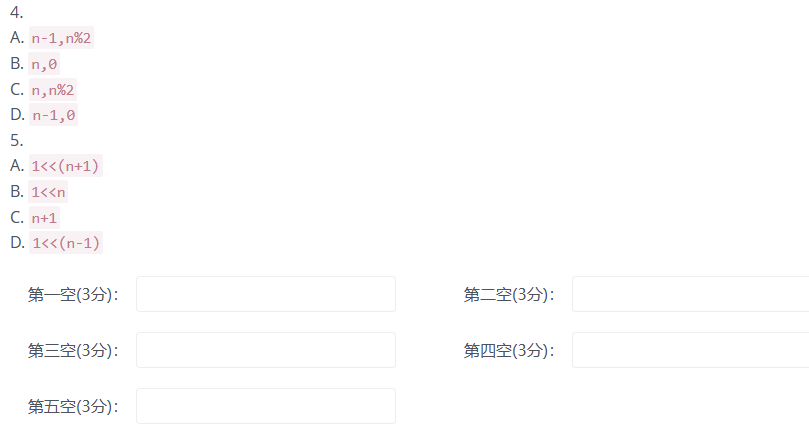 4.
A. n-1,n%2
B. n,0
C. n,n%2
D. n-1,0
5.
A. 1<<(n+1)
B. 1<<n
C. n+1
D. 1<<(n-1)
第一空(3分): 第二空(3分):
第三空(3分): 第四空(3分):
第五空(3分):